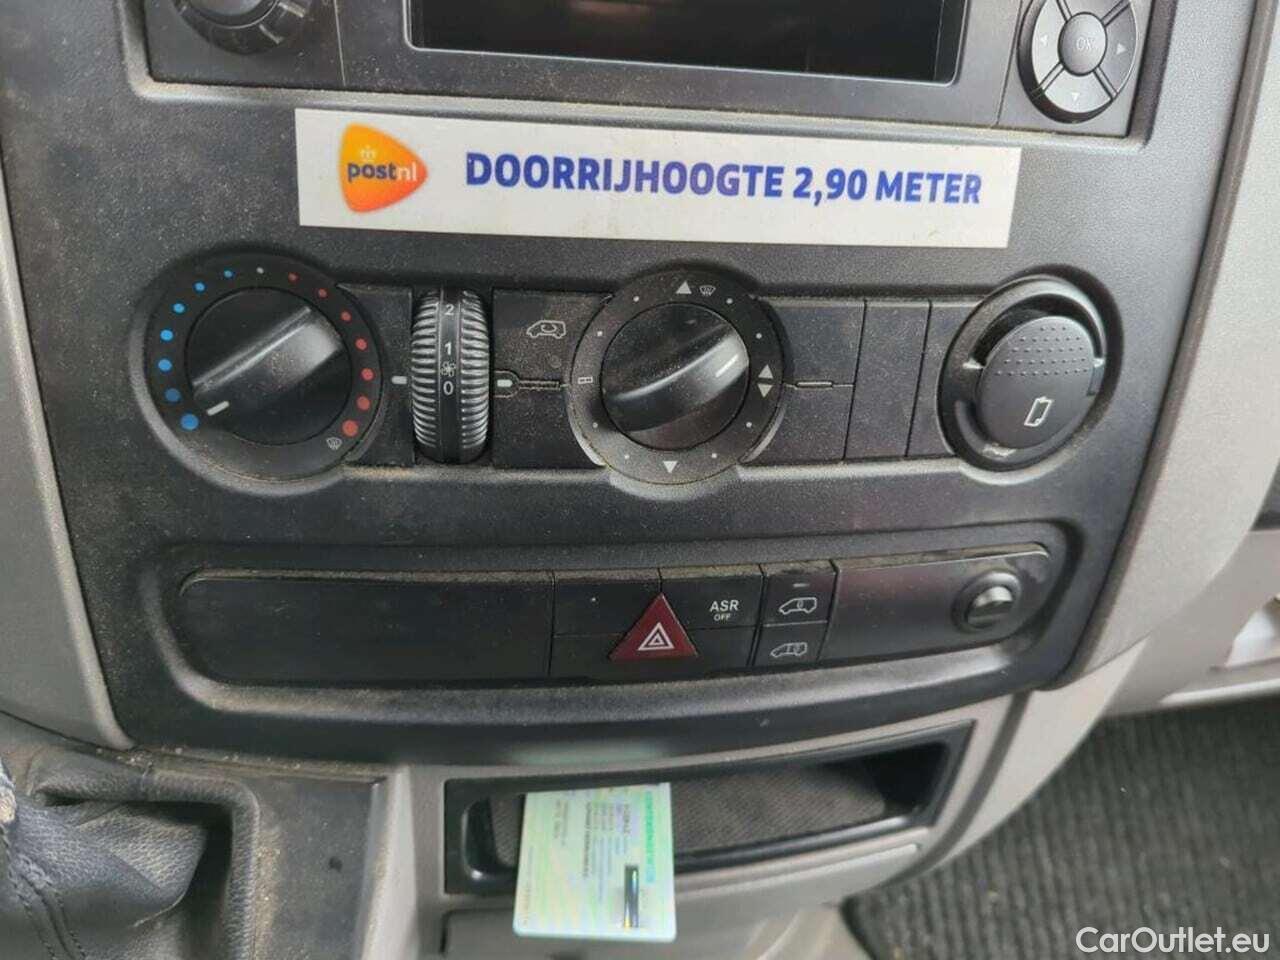 OK
postnl
DOORRIJHOOGTE 2,90 METER
2
1
0
ASR
OFF
CarOutlet.eu